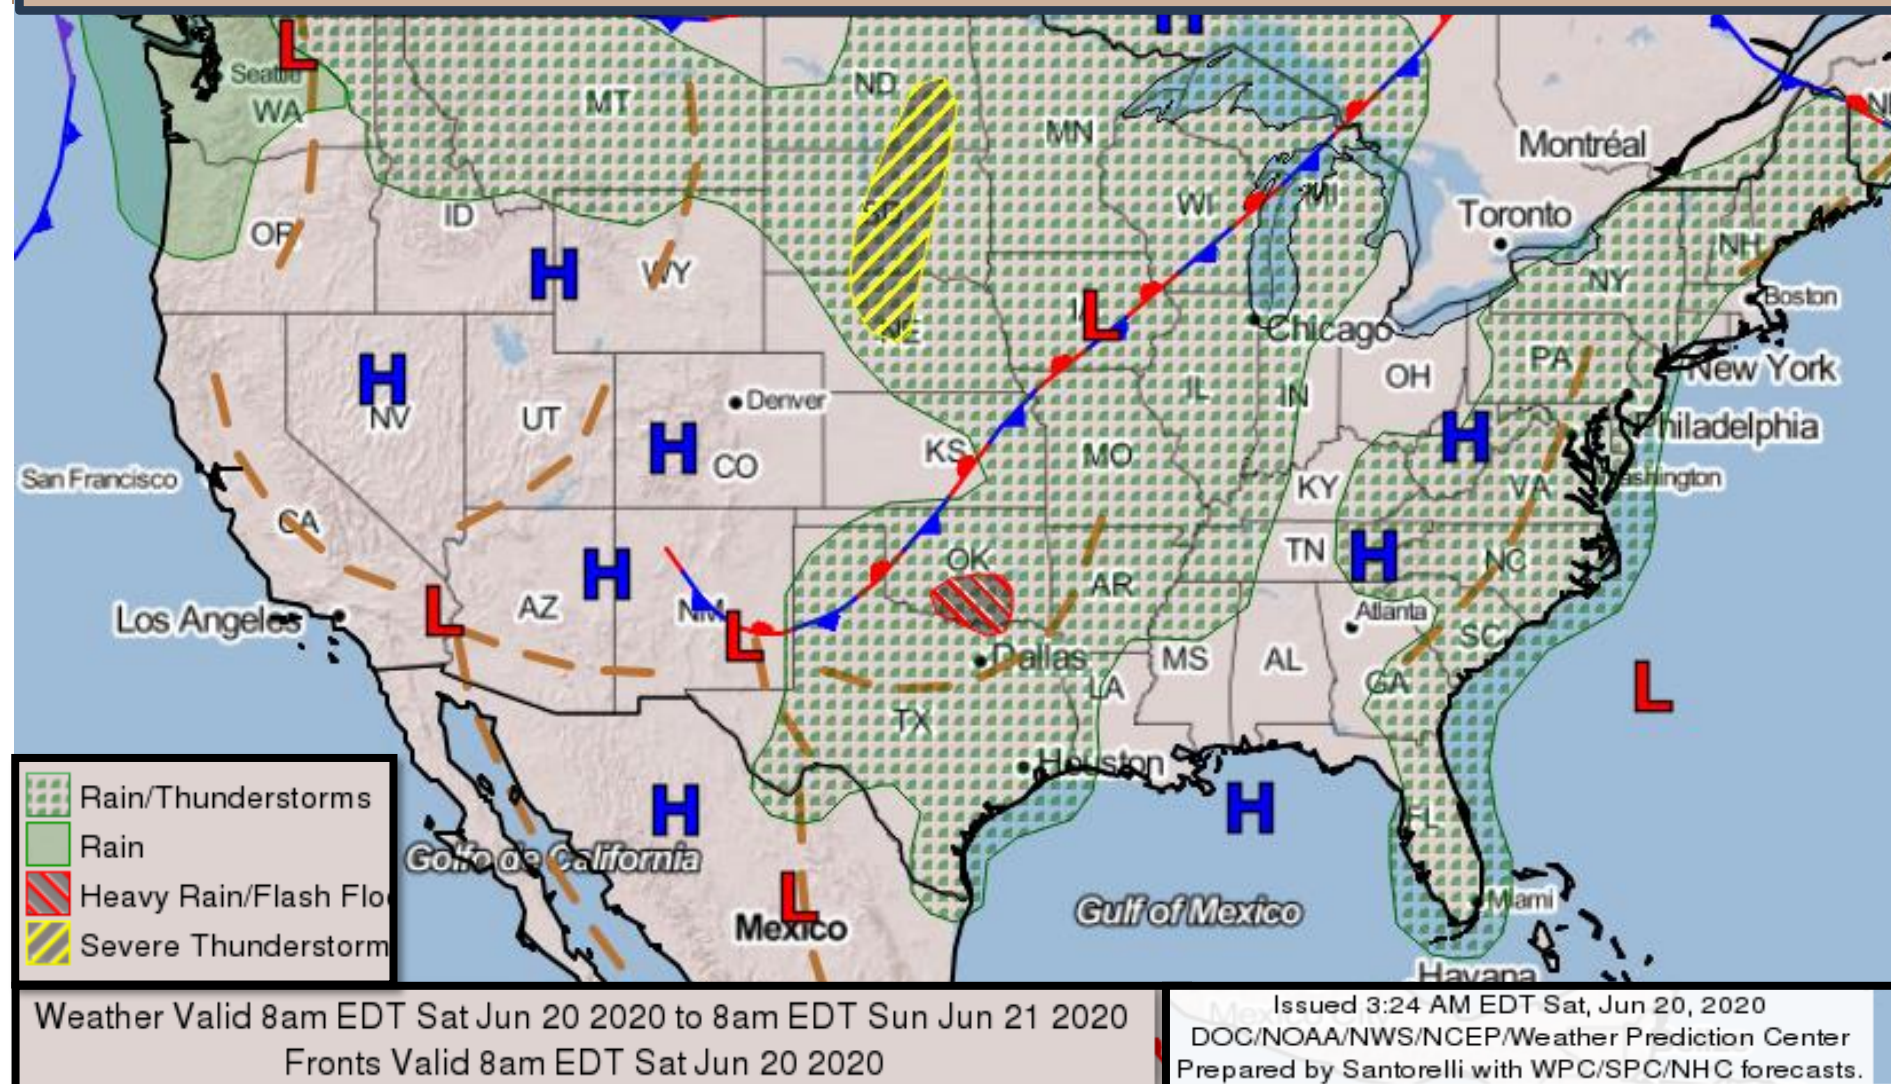 Seattle
WA
MT
ND
MN
Montréal
OR
ID
WI
MI
Toronto
NH
WY
SD
NY
Boston
IA
NE
Chicago
PA
New York
NV
UT
Denver
IL
IN
OH
Philadelphia
CO
KS
MO
San Francisco
KY
VA
Washington
CA
OK
TN
NC
Los Angeles
AZ
NM
AR
Atlanta
SC
Dallas
MS
AL
LA
GA
TX
Houston
FL
Golfo de California
Miami
Mexico
Gulf of Mexico
Havana
H
H
H
H
H
H
H
H
H
L
L
L
L
L
L
Rain/Thunderstorms
Rain
Heavy Rain/Flash Flo
Severe Thunderstorm
Weather Valid 8am EDT Sat Jun 20 2020 to 8am EDT Sun Jun 21 2020
Fronts Valid 8am EDT Sat Jun 20 2020
Mexico City
Issued 3:24 AM EDT Sat, Jun 20, 2020
DOC/NOAA/NWS/NCEP/Weather Prediction Center
Prepared by Santorelli with WPC/SPC/NHC forecasts.